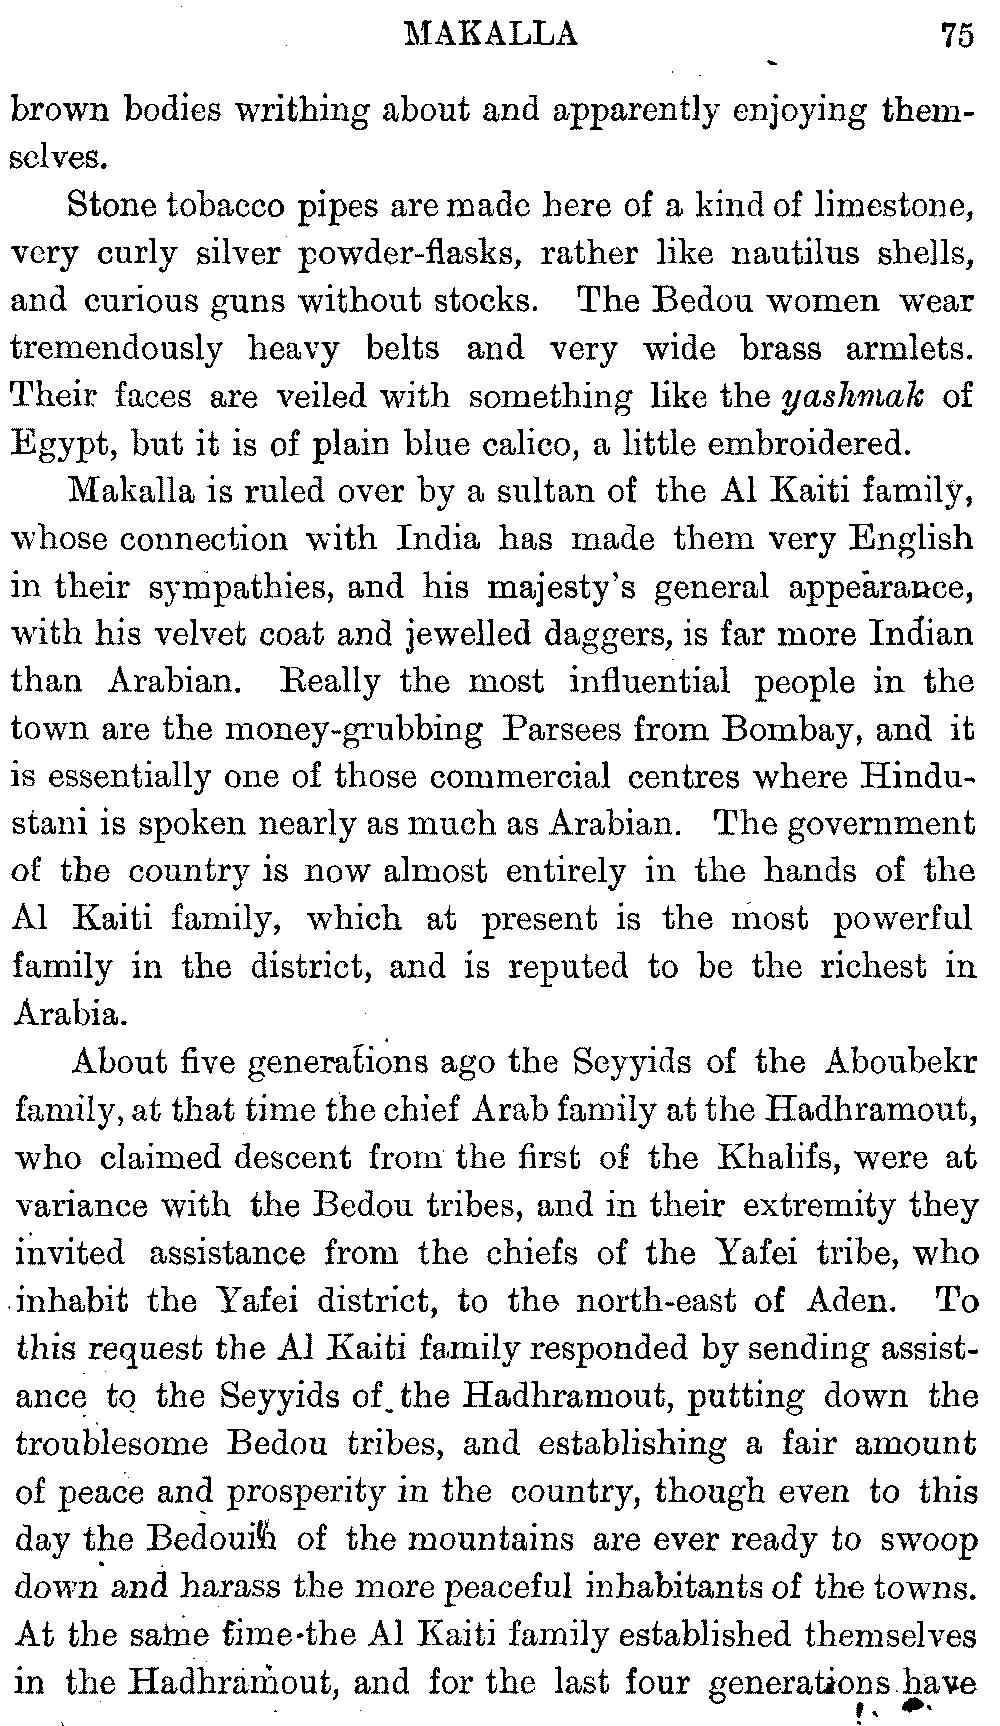 MAKALLA 75
brown bodies writhing about and apparently enjoying them-
selves.
Stone tobacco pipes are made here of a kind of limestone,
very curly silver powder-flasks, rather like nautilus shells,
and curious guns without stocks. The Bedou women wear
tremendously heavy belts and very wide brass armlets.
Their faces are veiled with something like the yashmak of
Egypt, but it is of plain blue calico, a little embroidered.
Makalla is ruled over by a sultan of the Al Kaiti family,
whose connection with India has made them very English
in their sympathies, and his majesty's general appearance,
with his velvet coat and jewelled daggers, is far more Indian
than Arabian. Really the most influential people in the
town are the money-grubbing Parsees from Bombay, and it
is essentially one of those commercial centres where Hindu-
stani is spoken nearly as much as Arabian. The government
of the country is now almost entirely in the hands of the
Al Kaiti family, which at present is the most powerful
family in the district, and is reputed to be the richest in
Arabia.
About five generations ago the Seyyids of the Aboubekr
family, at that time the chief Arab family at the Hadhramout,
who claimed descent from the first of the Khalifs, were at
variance with the Bedou tribes, and in their extremity they
invited assistance from the chiefs of the Yafei tribe, who
inhabit the Yafei district, to the north-east of Aden. To
this request the Al Kaiti family responded by sending assist-
ance to the Seyyids of the Hadhramout, putting down the
troublesome Bedou tribes, and establishing a fair amount
of peace and prosperity in the country, though even to this
day the Bedouin of the mountains are ever ready to swoop
down and harass the more peaceful inhabitants of the towns.
At the same time the Al Kaiti family established themselves
in the Hadhramout, and for the last four generations have